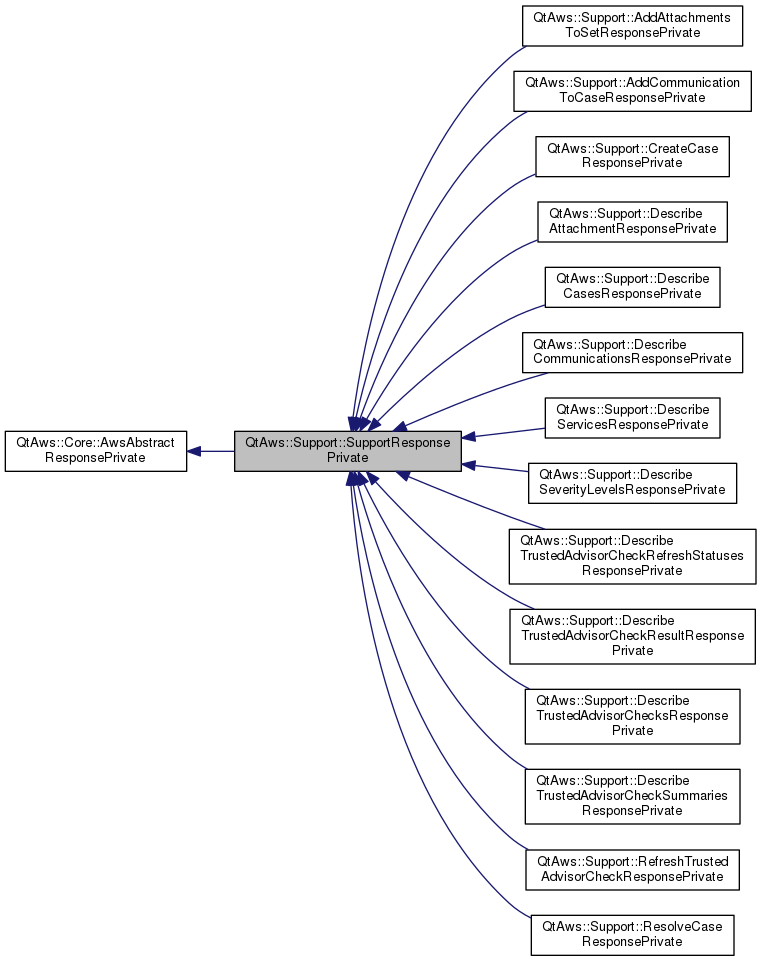 QtAws::Core::AwsAbstract
ResponsePrivate
QtAws::Support::SupportResponse
Private
QtAws::Support::AddAttachments
ToSetResponsePrivate
QtAws::Support::AddCommunication
ToCaseResponsePrivate
QtAws::Support::CreateCase
ResponsePrivate
QtAws::Support::Describe
AttachmentResponsePrivate
QtAws::Support::Describe
CasesResponsePrivate
QtAws::Support::Describe
CommunicationsResponsePrivate
QtAws::Support::Describe
ServicesResponsePrivate
QtAws::Support::Describe
SeverityLevelsResponsePrivate
QtAws::Support::Describe
TrustedAdvisorCheckRefreshStatuses
ResponsePrivate
QtAws::Support::Describe
TrustedAdvisorCheckResultResponse
Private
QtAws::Support::Describe
TrustedAdvisorChecksResponse
Private
QtAws::Support::Describe
TrustedAdvisorCheckSummaries
ResponsePrivate
QtAws::Support::RefreshTrusted
AdvisorCheckResponsePrivate
QtAws::Support::ResolveCase
ResponsePrivate